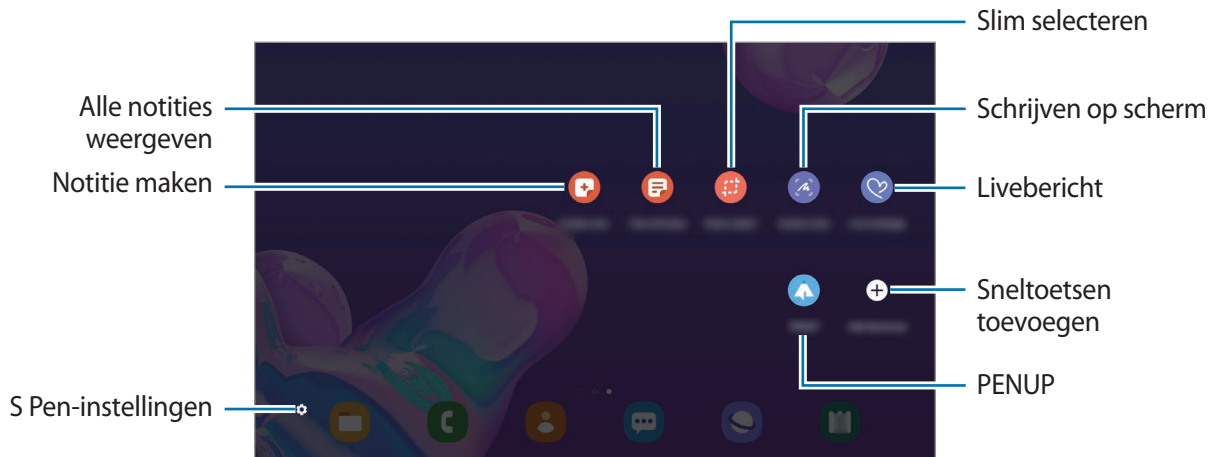 Slim selecteren
Alle notities
weergeven
Schrijven op scherm
Notitie maken
Livebericht
Sneltoetsen
toevoegen
PENUP
S Pen-instellingen